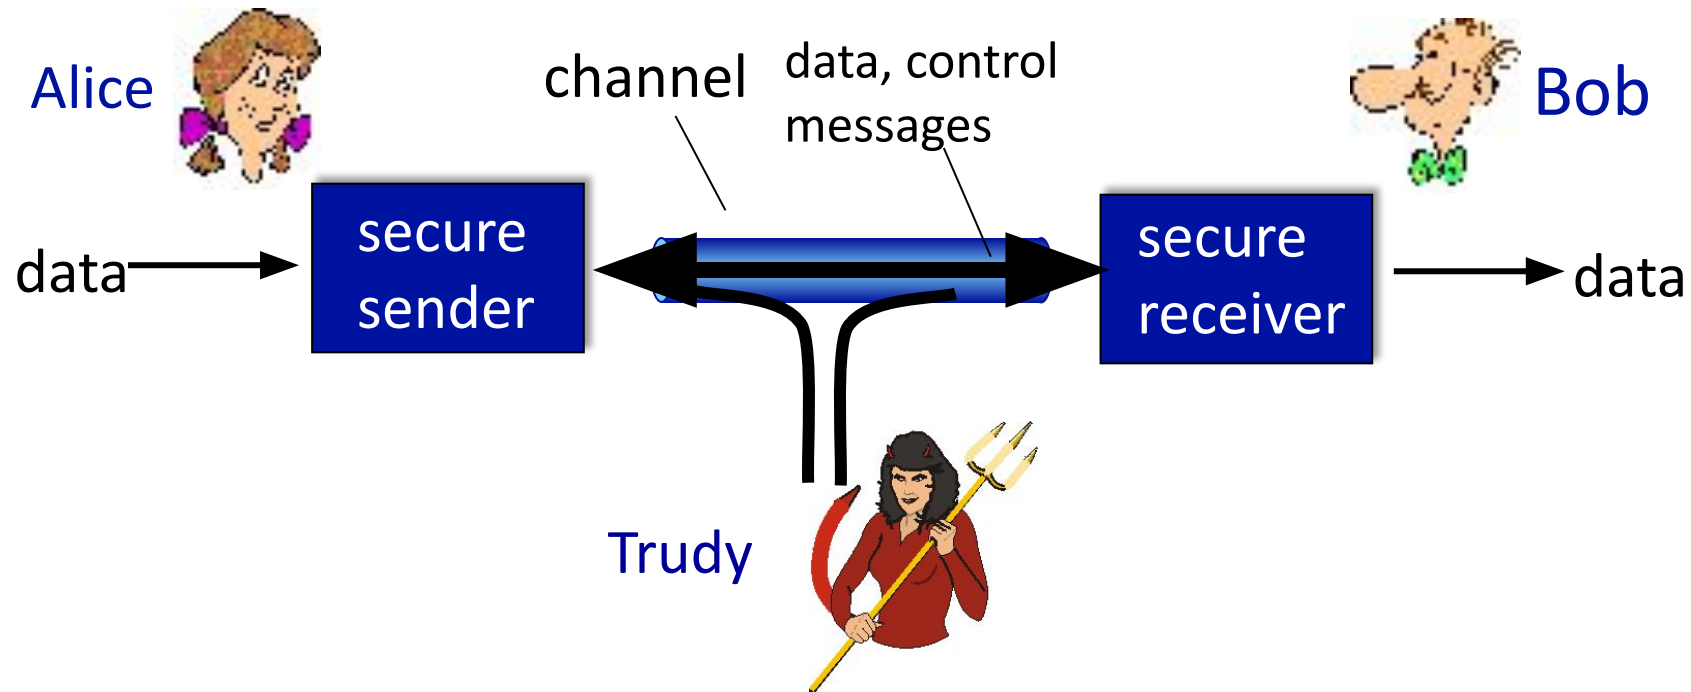 Alice
channel
data, control
messages
Bob
data
secure
sender
secure
receiver
data
Trudy